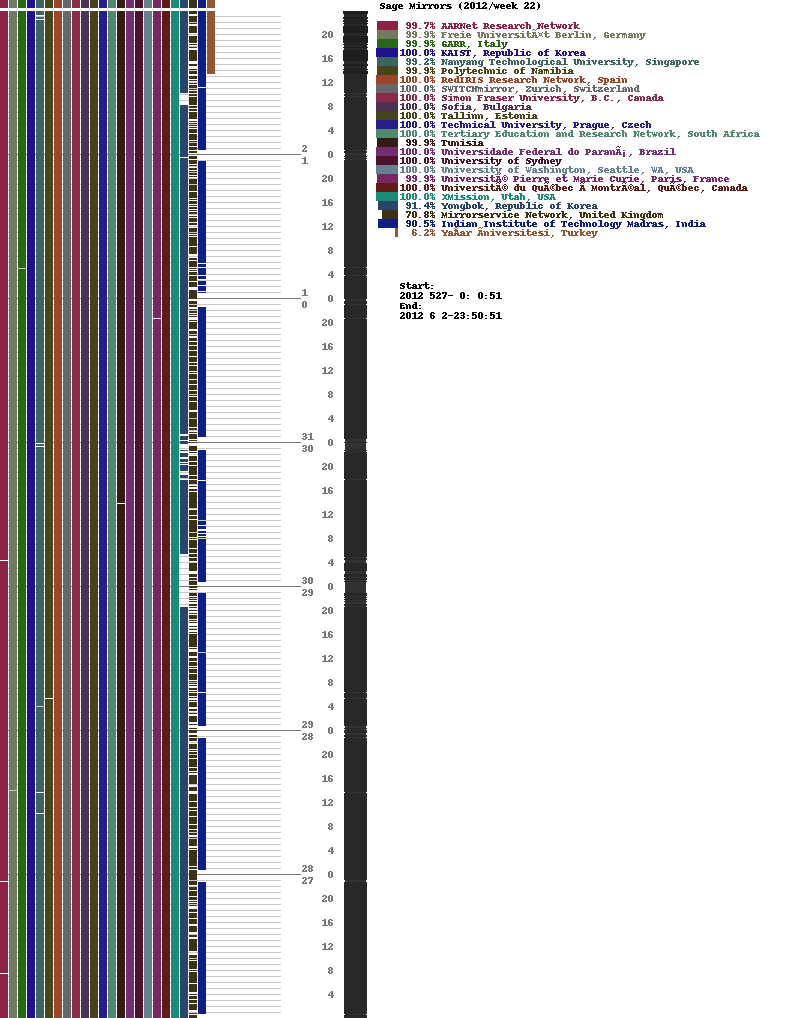 Sage Mirrors (2012/week 22)
99.7% AARNet Research Network
99.9% Freie UniversitÃ¤t Berlin, Germany
99.9% GARR, Italy
100.0% KAIST, Republic of Korea
99.2% Nanyang Technological University, Singapore
99.9% Polytechnic of Namibia
100.0% RedIRIS Research Network, Spain
100.0% SWITCHmirror, Zurich, Switzerland
100.0% Simon Fraser University, B.C., Canada
100.0% Sofia, Bulgaria
100.0% Tallinn, Estonia
100.0% Technical University, Prague, Czech
100.0% Tertiary Education and Research Network, South Africa
99.9% Tunisia
100.0% Universidade Federal do ParanÃ¡, Brazil
100.0% University of Sydney
100.0% University of Washington, Seattle, WA, USA
99.9% UniversitÃ© Pierre et Marie Curie, Paris, France
100.0% UniversitÃ© du QuÃ©bec Ã MontrÃ©al, QuÃ©bec, Canada
100.0% XMission, Utah, USA
91.4% Yongbok, Republic of Korea
70.8% Mirrorservice Network, United Kingdom
90.5% Indian Institute of Technology Madras, India
6.2% Turkey
Start:
2012 527- 0: 0:51
End:
2012 6 2-23:50:51
20
16
12
8
4
2
0
1
20
16
12
8
4
1
0
0
20
16
12
8
4
31
0
30
20
16
12
8
4
30
0
29
20
16
12
8
4
29
0
28
20
16
12
8
4
28
0
27
20
16
12
8
4